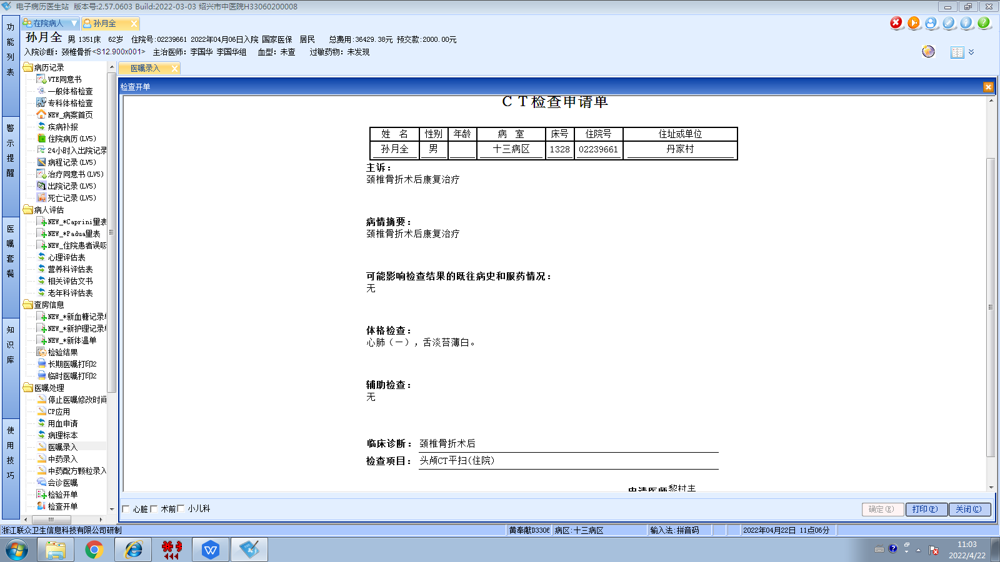 电子病历医生站 版本号:2.57.0603 Build:2022-03-03 绍兴市中医院H33060200008
功能列表
警示提醒
医嘱套餐
知识库
使用技巧
在院病人
孙月全
孙月全 男 1351床 62岁 住院号:02239661 2022年04月06日入院 国家医保 居民 总费用:36429.38元 预交款:2000.00元
入院诊断: 颈椎骨折<S12.900x001> 主治医师: 李国华 李国华组 血型: 未查 过敏药物: 未发现
病历记录
VTE同意书
一般体格检查
专科体格检查
NEW_病案首页
疾病补报
住院病历(LV5)
24小时入出院记录
病程记录(LV5)
治疗同意书(LV5)
出院记录(LV5)
死亡记录(LV5)
病人评估
NEW_*Caprini量表
NEW_*Padua量表
NEW_住院患者误吸
心理评估表
营养科评估表
相关评估文书
老年科评估表
查房信息
NEW_*新血糖记录单
NEW_*新护理记录单
NEW_*新体温单
检验结果
长期医嘱打印2
临时医嘱打印2
医嘱处理
停止医嘱修改时间
CP应用
用血申请
病理标本
医嘱录入
中药录入
中药配方颗粒录入
会诊医嘱
检验开单
检查开单
医嘱录入
检查开单
CT检查申请单
姓 名 性别 年龄 病 室 床号 住院号 住址或单位
孙月全 男 十三病区 1328 02239661 丹家村
主诉:
颈椎骨折术后康复治疗
病情摘要:
颈椎骨折术后康复治疗
可能影响检查结果的既往病史和服药情况:
无
体格检查:
心肺（一），舌淡苔薄白。
辅助检查:
无
临床诊断: 颈椎骨折术后
检查项目: 头颅CT平扫(住院)
申请医师黎村丰
心脏 术前 小儿科
确定(E) 打印(P) 关闭(C)
浙江联众卫生信息科技有限公司研制 黄奉献D3306 病区:十三病区 输入法:拼音码 2022年04月22日 11点06分
11:03
2022/4/22